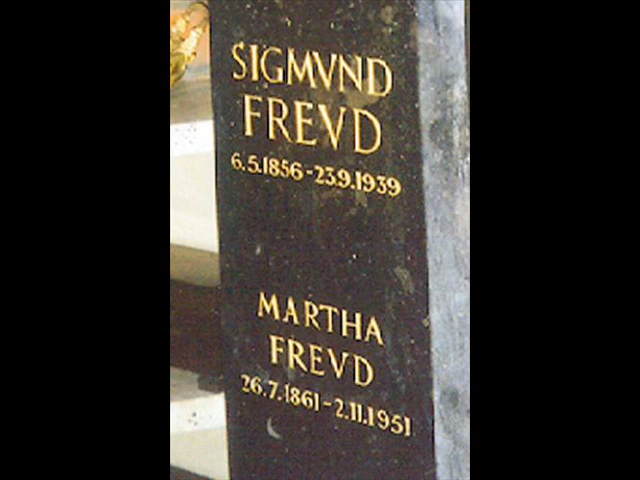 SIGMVND
FREVD
6.5.1856-23.9.1939
MARTHA
FREVD
26.7.1861-2.11.1951